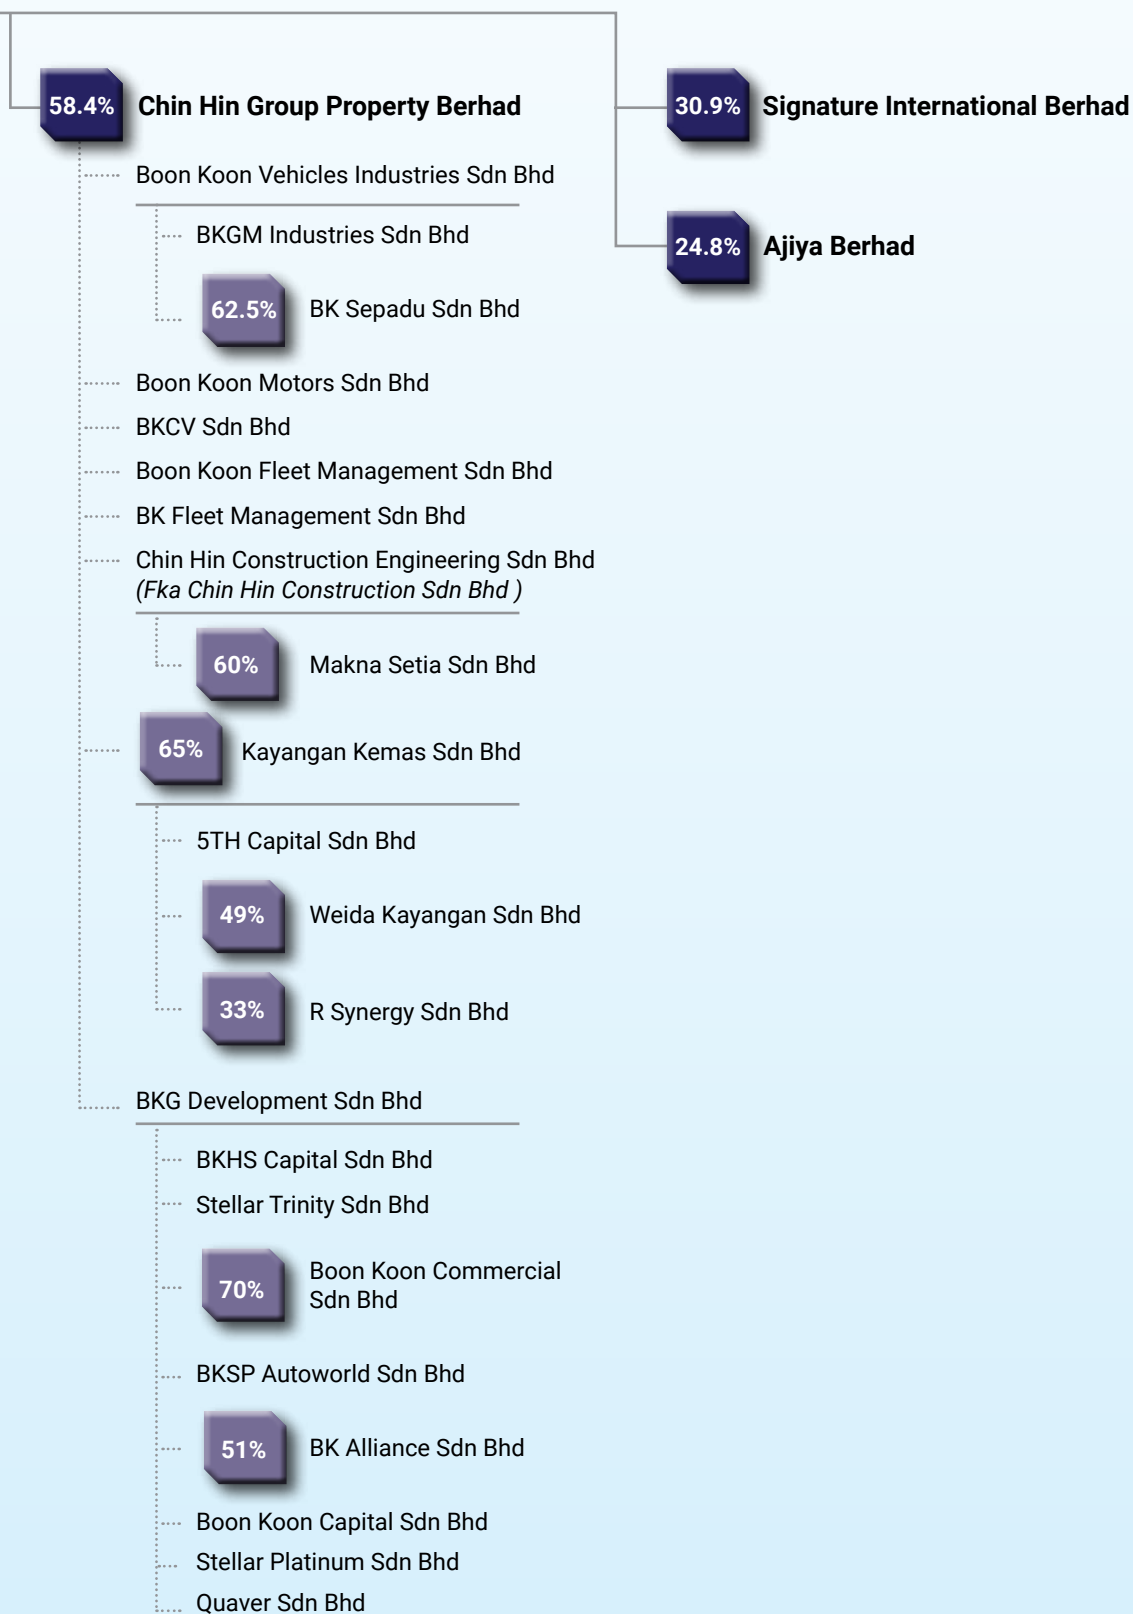 58.4% Chin Hin Group Property Berhad
Boon Koon Vehicles Industries Sdn Bhd
BKGM Industries Sdn Bhd
62.5% BK Sepadu Sdn Bhd
Boon Koon Motors Sdn Bhd
BKCV Sdn Bhd
Boon Koon Fleet Management Sdn Bhd
BK Fleet Management Sdn Bhd
Chin Hin Construction Engineering Sdn Bhd
(Fka Chin Hin Construction Sdn Bhd )
60% Makna Setia Sdn Bhd
65% Kayangan Kemas Sdn Bhd
5TH Capital Sdn Bhd
49% Weida Kayangan Sdn Bhd
33% R Synergy Sdn Bhd
BKG Development Sdn Bhd
BKHS Capital Sdn Bhd
Stellar Trinity Sdn Bhd
70% Boon Koon Commercial
Sdn Bhd
BKSP Autoworld Sdn Bhd
51% BK Alliance Sdn Bhd
Boon Koon Capital Sdn Bhd
Stellar Platinum Sdn Bhd
Quaver Sdn Bhd
30.9% Signature International Berhad
24.8% Ajiya Berhad